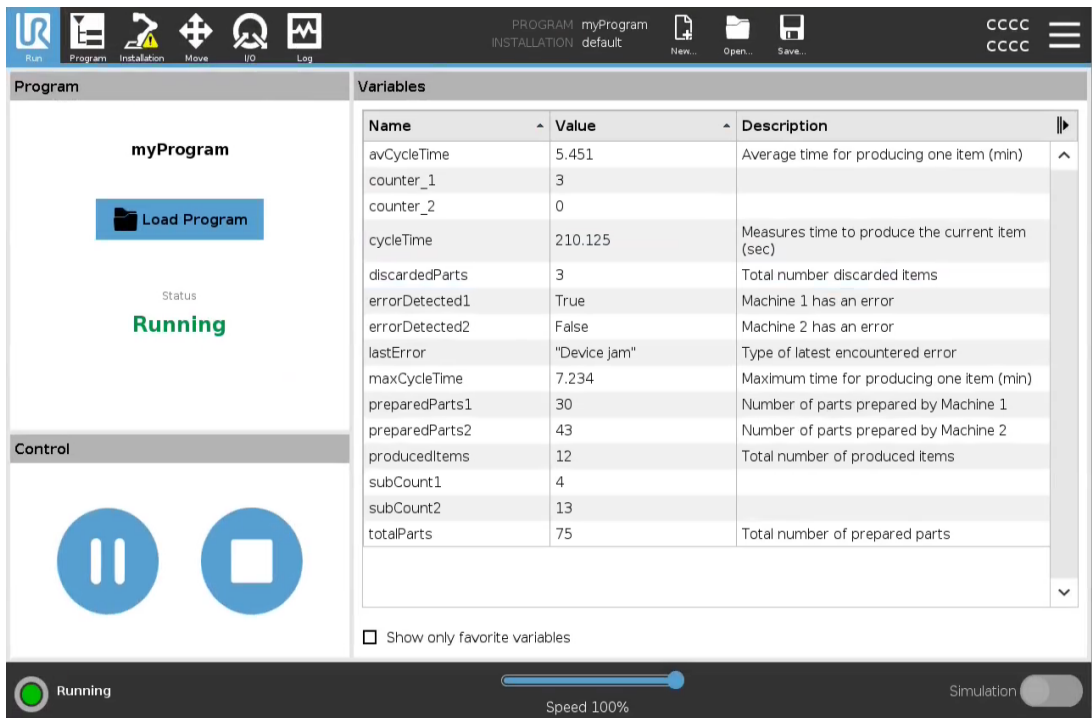 UR
Run
Program
Installation
Move
I/O
Log
PROGRAM myProgram
INSTALLATION default
New...
Open...
Save...
CCCC
CCCC
Program
myProgram
Load Program
Status
Running
Control
Variables
Name Value Description
avCycleTime 5.451 Average time for producing one item (min)
counter_1 3
counter_2 0
cycleTime 210.125 Measures time to produce the current item
(sec)
discardedParts 3 Total number discarded items
errorDetected1 True Machine 1 has an error
errorDetected2 False Machine 2 has an error
lastError "Device jam" Type of latest encountered error
maxCycleTime 7.234 Maximum time for producing one item (min)
preparedParts1 30 Number of parts prepared by Machine 1
preparedParts2 43 Number of parts prepared by Machine 2
producedItems 12 Total number of produced items
subCount1 4
subCount2 13
totalParts 75 Total number of prepared parts
Show only favorite variables
Running
Speed 100%
Simulation